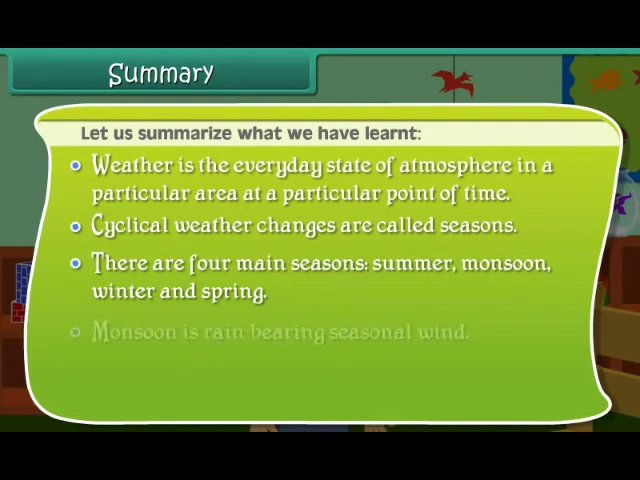 Summary
Let us summarize what we have learnt:
Weather is the everyday state of atmosphere in a
particular area at a particular point of time.
Cyclical weather changes are called seasons.
There are four main seasons: summer, monsoon,
winter and spring.
Monsoon is rain-bearing seasonal wind.